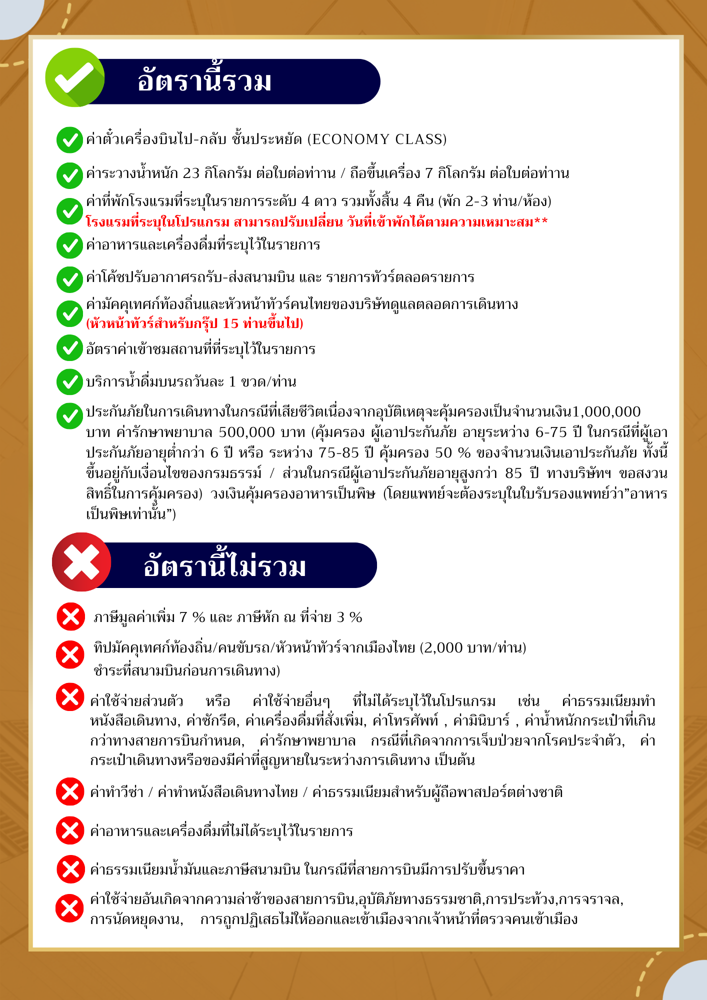 อัตรานี้รวม
ค่าตั๋วเครื่องบินไป-กลับ ชั้นประหยัด (ECONOMY CLASS)
ค่าระวางน้ำหนัก 23 กิโลกรัม ต่อใบต่อท่าาน / ถือขึ้นเครื่อง 7 กิโลกรัม ต่อใบต่อท่าาน
ค่าที่พักโรงแรมที่ระบุในรายการระดับ 4 ดาว รวมทั้งสิ้น 4 คืน (พัก 2-3 ท่าน/ห้อง)
โรงแรมที่ระบุในโปรแกรม สามารถปรับเปลี่ยน วันที่เข้าพักได้ตามความเหมาะสม**
ค่าอาหารและเครื่องดื่มที่ระบุไว้ในรายการ
ค่าโค้ชปรับอากาศรถรับ-ส่งสนามบิน และ รายการทัวร์ตลอดรายการ
ค่ามัคคุเทศก์ท้องถิ่นและหัวหน้าทัวร์คนไทยของบริษัทดูแลตลอดการเดินทาง
(หัวหน้าทัวร์สำหรับกรุ๊ป 15 ท่านขึ้นไป)
อัตราค่าเข้าชมสถานที่ที่ระบุไว้ในรายการ
บริการน้ำดื่มบนรถวันละ 1 ขวด/ท่าน
ประกันภัยในการเดินทางในกรณีที่เสียชีวิตเนื่องจากอุบัติเหตุจะคุ้มครองเป็นจำนวนเงิน1,000,000
บาท ค่ารักษาพยาบาล 500,000 บาท (คุ้มครอง ผู้เอาประกันภัย อายุระหว่าง 6-75 ปี ในกรณีที่ผู้เอา
ประกันภัยอายุต่ำกว่า 6 ปี หรือ ระหว่าง 75-85 ปี คุ้มครอง 50 % ของจำนวนเงินเอาประกันภัย ทั้งนี้
ขึ้นอยู่กับเงื่อนไขของกรมธรรม์ / ส่วนในกรณีผู้เอาประกันภัยอายุสูงกว่า 85 ปี ทางบริษัทฯ ขอสงวน
สิทธิ์ในการคุ้มครอง) วงเงินคุ้มครองอาหารเป็นพิษ (โดยแพทย์จะต้องระบุในใบรับรองแพทย์ว่า”อาหาร
เป็นพิษเท่านั้น”)
อัตรานี้ไม่รวม
ภาษีมูลค่าเพิ่ม 7 % และ ภาษีหัก ณ ที่จ่าย 3 %
ทิปมัคคุเทศก์ท้องถิ่น/คนขับรถ/หัวหน้าทัวร์จากเมืองไทย (2,000 บาท/ท่าน)
ชำระที่สนามบินก่อนการเดินทาง)
ค่าใช้จ่ายส่วนตัว หรือ ค่าใช้จ่ายอื่นๆ ที่ไม่ได้ระบุไว้ในโปรแกรม เช่น ค่าธรรมเนียมทำ
หนังสือเดินทาง, ค่าซักรีด, ค่าเครื่องดื่มที่สั่งเพิ่ม, ค่าโทรศัพท์ , ค่ามินิบาร์ , ค่าน้ำหนักกระเป๋าที่เกิน
กว่าทางสายการบินกำหนด, ค่ารักษาพยาบาล กรณีที่เกิดจากการเจ็บป่วยจากโรคประจำตัว, ค่า
กระเป๋าเดินทางหรือของมีค่าที่สูญหายในระหว่างการเดินทาง เป็นต้น
ค่าทำวีซ่า / ค่าทำหนังสือเดินทางไทย / ค่าธรรมเนียมสำหรับผู้ถือพาสปอร์ตต่างชาติ
ค่าอาหารและเครื่องดื่มที่ไม่ได้ระบุไว้ในรายการ
ค่าธรรมเนียมน้ำมันและภาษีสนามบิน ในกรณีที่สายการบินมีการปรับขึ้นราคา
ค่าใช้จ่ายอันเกิดจากความล่าช้าของสายการบิน,อุบัติภัยทางธรรมชาติ,การประท้วง,การจราจล,
การนัดหยุดงาน, การถูกปฏิเสธไม่ให้ออกและเข้าเมืองจากเจ้าหน้าที่ตรวจคนเข้าเมือง